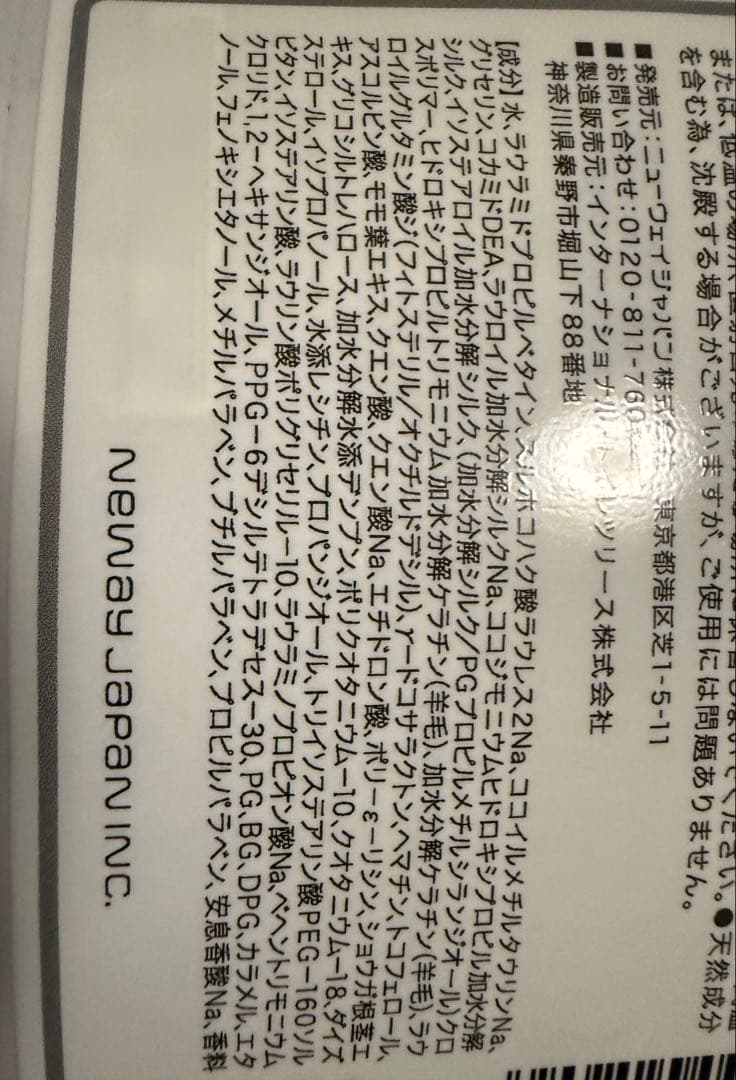 または、低温の場所、
を含む為、沈殿する場合がございますが、ご使用には問題ありません。
ください。●天然成分
■発売元:ニューウェイジャパン株式会社 東京都港区芝1-5-11
■お問い合わせ:0120-811-760
■製造販売元:インターナショナル・トイレツリース株式会社
神奈川県秦野市堀山下88番地
【成分】水、ラウラミドプロピルベタイン、スルホコハク酸ラウレス2Na、ココイルメチルタウリンNa、
グリセリン、コカミドDEA、ラウロイル加水分解シルクNa、ココジモニウムヒドロキシプロピル加水分解
シルク、イソステアロイル加水分解シルク、(加水分解シルク/PGプロピルメチルシランジオール)クロ
スポリマー、ヒドロキシプロピルトリモニウム加水分解ケラチン(羊毛)、加水分解ケラチン(羊毛)、ラウ
ロイルグルタミン酸ジ(フィトステリル/オクチルドデシル)、γ-ドコサラクトン、ヘマチン、トコフェロール、
アスコルビン酸、モモ葉エキス、クエン酸、クエン酸Na、エチドロン酸、ポリ-ε-リシン、ショウガ根茎エ
キス、グリコシルトレハロース、加水分解水添デンプン、ポリクオタニウム-10、クオタニウム-18、ダイズ
ステロール、イソプロパノール、水添レシチン、プロパンジオール、トリイソステアリン酸PEG-160ソル
ビタン、イソステアリン酸、ラウリン酸ポリグリセリル-10、ラウラミノプロピオン酸Na、ベヘントリモニウム
クロリド、1,2-ヘキサンジオール、PPG-6デシルテトラデセス-30、PG、BG、DPG、カラメル、エタ
ノール、フェノキシエタノール、メチルパラベン、ブチルパラベン、プロピルパラベン、安息香酸Na、香料
Neway Japan Inc.